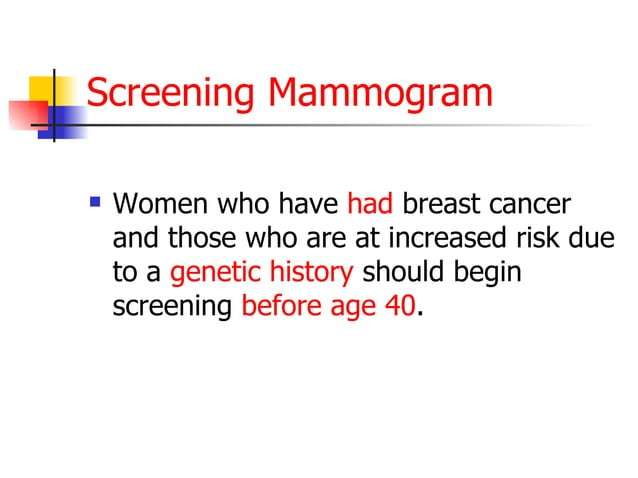 Screening Mammogram
Women who have had breast cancer
and those who are at increased risk due
to a genetic history should begin
screening before age 40.